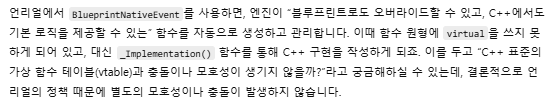 언리얼에서 BlueprintNativeEvent 를 사용하면, 엔진이 “블루프린트로도 오버라이드할 수 있고, C++에서도
기본 로직을 제공할 수 있는” 함수를 자동으로 생성하고 관리합니다. 이때 함수 원형에 virtual 을 쓰지 못
하게 되어 있고, 대신 _Implementation() 함수를 통해 C++ 구현을 작성하게 되죠. 이를 두고 “C++ 표준의
가상 함수 테이블(vtable)과 충돌이나 모호성이 생기지 않을까?”라고 궁금해하실 수 있는데, 결론적으로 언
리얼의 정책 때문에 별도의 모호성이나 충돌이 발생하지 않습니다.